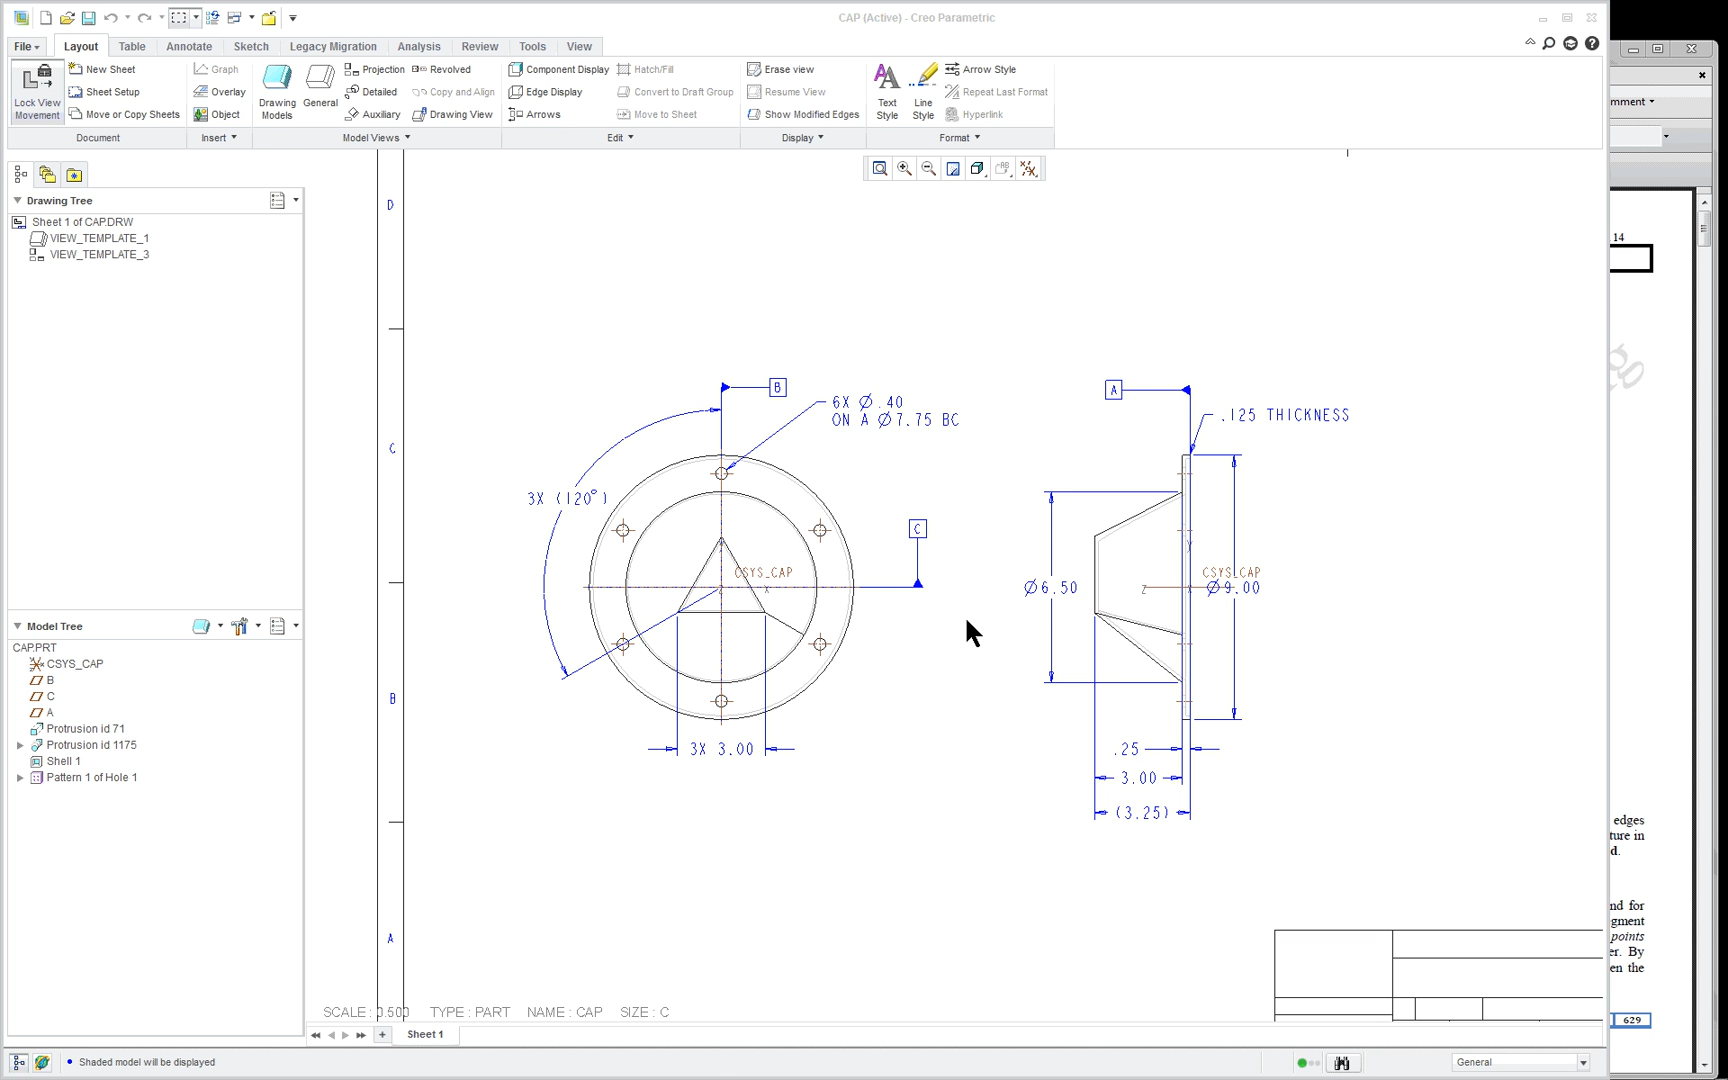 CAP (Active) - Creo Parametric
File Layout Table Annotate Sketch Legacy Migration Analysis Review Tools View
Lock View Movement
New Sheet
Sheet Setup
Move or Copy Sheets
Document
Graph
Overlay
Object
Insert
Drawing Models
General
Projection
Detailed
Auxiliary
Revolved
Copy and Align
Drawing View
Model Views
Component Display
Edge Display
Arrows
Hatch/Fill
Convert to Draft Group
Move to Sheet
Edit
Erase view
Resume View
Show Modified Edges
Display
Text Style
Line Style
Arrow Style
Repeat Last Format
Hyperlink
Format
mment
Drawing Tree
Sheet 1 of CAP.DRW
VIEW_TEMPLATE_1
VIEW_TEMPLATE_3
Model Tree
CAP.PRT
CSYS_CAP
B
C
A
Protrusion id 71
Protrusion id 1175
Shell 1
Pattern 1 of Hole 1
D
C
B
A
B
6X Ø.40
ON A Ø7.75 BC
3X (120°)
C
CSYS_CAP
X
Z
3X 3.00
A
.125 THICKNESS
Ø6.50
CSYS_CAP
Z
Y
X
Ø9.00
.25
3.00
(3.25)
SCALE : 0.500 TYPE : PART NAME : CAP SIZE : C
Sheet 1
Shaded model will be displayed
General
14
go
edges
ture in
d.
nd for
gment
points
er. By
en the
629